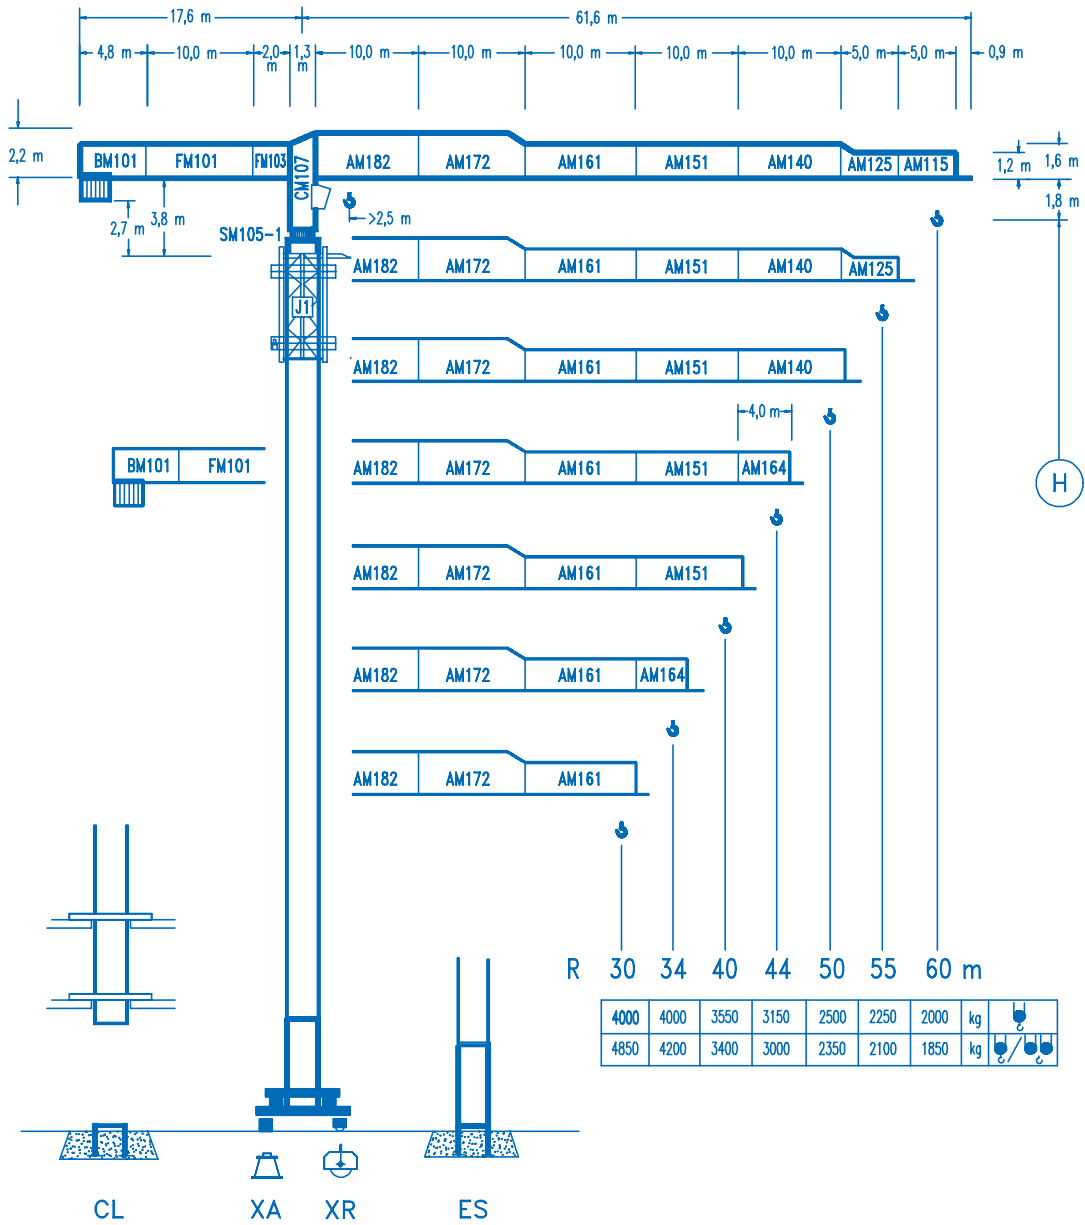 17,6 m 61,6 m
4,8 m 10,0 m 2,0 m 1,3 m 10,0 m 10,0 m 10,0 m 10,0 m 10,0 m 5,0 m 5,0 m 0,9 m
2,2 m BM101 FM101 FM103 CM107 AM182 AM172 AM161 AM151 AM140 AM125 AM115 1,2 m 1,6 m
2,7 m 3,8 m >2,5 m 1,8 m
SM105-1
AM182 AM172 AM161 AM151 AM140 AM125
J1
AM182 AM172 AM161 AM151 AM140
4,0 m
BM101 FM101 AM182 AM172 AM161 AM151 AM164
H
AM182 AM172 AM161 AM151
AM182 AM172 AM161 AM164
AM182 AM172 AM161
R 30 34 40 44 50 55 60 m
4000 4000 3550 3150 2500 2250 2000 kg
4850 4200 3400 3000 2350 2100 1850 kg
CL XA XR ES